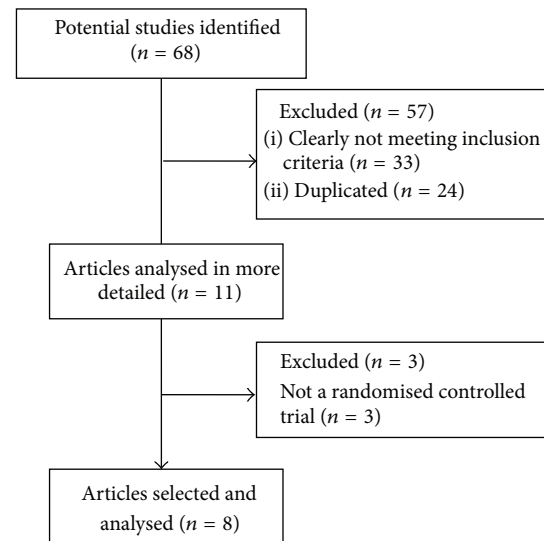 Potential studies identified
(n = 68)
Excluded (n = 57)
(i) Clearly not meeting inclusion
criteria (n = 33)
(ii) Duplicated (n = 24)
Articles analysed in more
detailed (n = 11)
Excluded (n = 3)
Not a randomised controlled
trial (n = 3)
Articles selected and
analysed (n = 8)